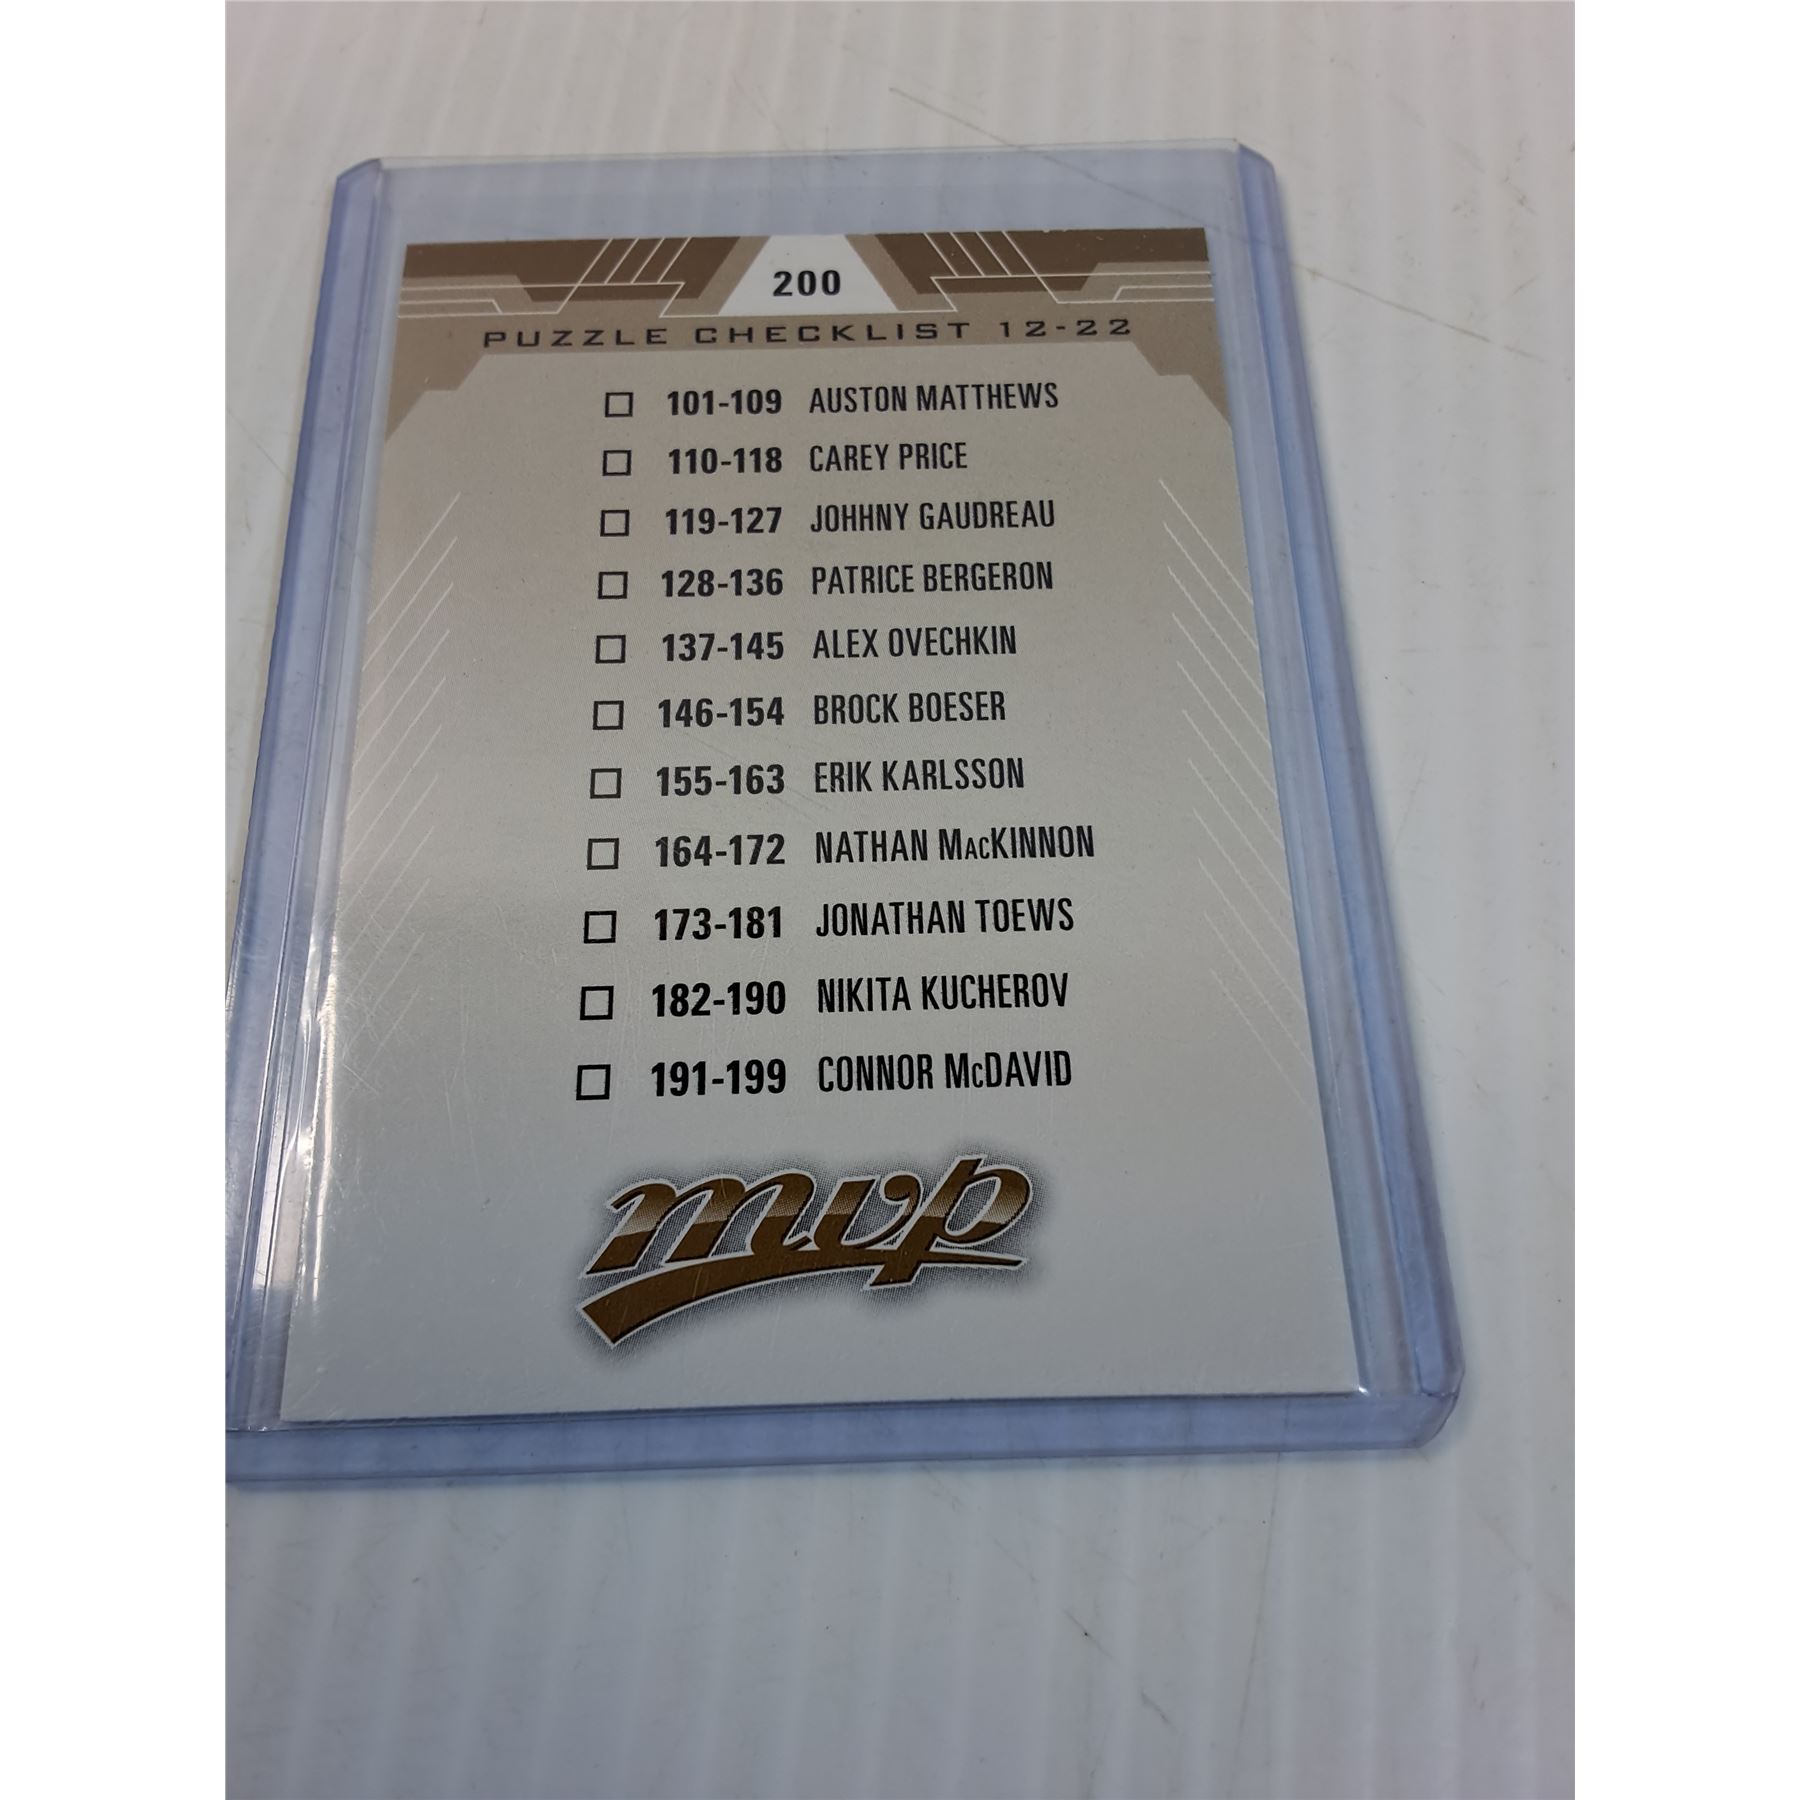 200
PUZZLE CHECKLIST 12-22
101-109 AUSTON MATTHEWS
110-118 CAREY PRICE
119-127 JOHHNY GAUDREAU
128-136 PATRICE BERGERON
137-145 ALEX OVECHKIN
146-154 BROCK BOESER
155-163 ERIK KARLSSON
164-172 NATHAN MacKINNON
173-181 JONATHAN TOEWS
182-190 NIKITA KUCHEROV
191-199 CONNOR McDAVID
mvp